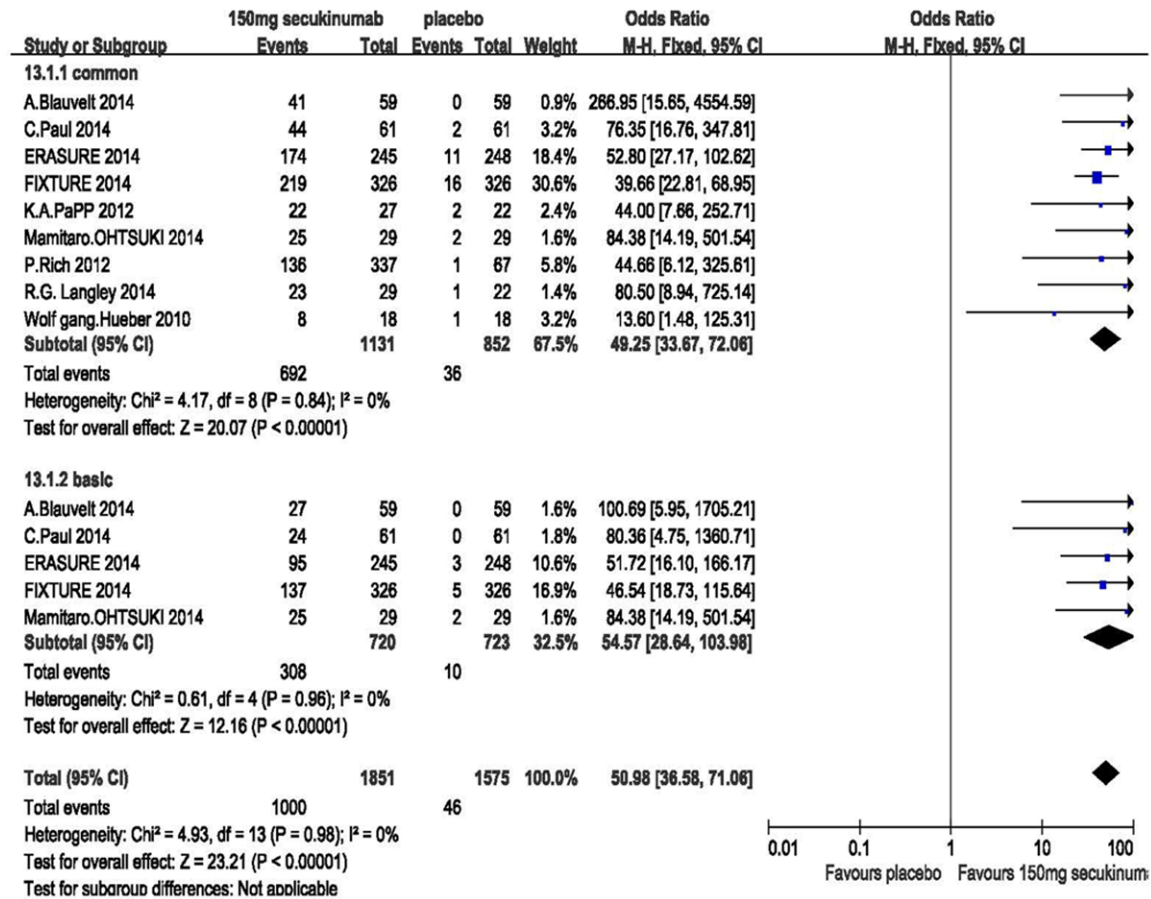 150mg secukinumab placebo Odds Ratio Odds Ratio
Study or Subgroup Events Total Events Total Weight M-H, Fixed, 95% CI M-H, Fixed, 95% CI
13.1.1 common
A.Blauvelt 2014 41 59 0 59 0.9% 266.95 [15.65, 4554.59]
C.Paul 2014 44 61 2 61 3.2% 76.35 [16.76, 347.81]
ERASURE 2014 174 245 11 248 18.4% 52.80 [27.17, 102.62]
FIXTURE 2014 219 326 16 326 30.6% 39.66 [22.81, 68.95]
K.A.PaPP 2012 22 27 2 22 2.4% 44.00 [7.66, 252.71]
Mamitaro.OHTSUKI 2014 25 29 2 29 1.6% 84.38 [14.19, 501.54]
P.Rich 2012 136 337 1 67 5.8% 44.66 [6.12, 325.61]
R.G. Langley 2014 23 29 1 22 1.4% 80.50 [8.94, 725.14]
Wolf gang.Hueber 2010 8 18 1 18 3.2% 13.60 [1.48, 125.31]
Subtotal (95% CI) 1131 852 67.5% 49.25 [33.67, 72.06]
Total events 692 36
Heterogeneity: Chi² = 4.17, df = 8 (P = 0.84); I² = 0%
Test for overall effect: Z = 20.07 (P < 0.00001)
13.1.2 basic
A.Blauvelt 2014 27 59 0 59 1.6% 100.69 [5.95, 1705.21]
C.Paul 2014 24 61 0 61 1.8% 80.36 [4.75, 1360.71]
ERASURE 2014 95 245 3 248 10.6% 51.72 [16.10, 166.17]
FIXTURE 2014 137 326 5 326 16.9% 46.54 [18.73, 115.64]
Mamitaro.OHTSUKI 2014 25 29 2 29 1.6% 84.38 [14.19, 501.54]
Subtotal (95% CI) 720 723 32.5% 54.57 [28.64, 103.98]
Total events 308 10
Heterogeneity: Chi² = 0.61, df = 4 (P = 0.96); I² = 0%
Test for overall effect: Z = 12.16 (P < 0.00001)
Total (95% CI) 1851 1575 100.0% 50.98 [36.58, 71.06]
Total events 1000 46
Heterogeneity: Chi² = 4.93, df = 13 (P = 0.98); I² = 0%
Test for overall effect: Z = 23.21 (P < 0.00001)
Test for subgroup differences: Not applicable
0.01 0.1 1 10 100
Favours placebo Favours 150mg secukinum